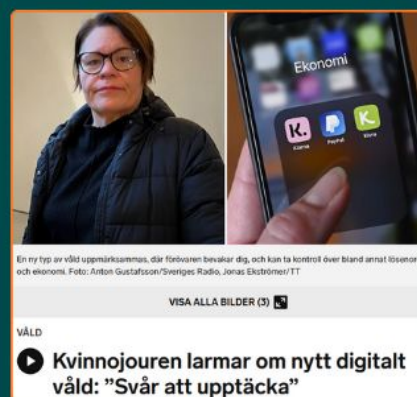 Ekonomi
K.
Klarna
PayPal
K
En ny typ av våld uppmärksammas, där förövaren bevakar dig, och kan ta kontroll över bland annat lösenord
och ekonomi. Foto: Anton Gustafsson/Sveriges Radio, Jonas Ekströmer/TT
VISA ALLA BILDER (3)
VÅLD
Kvinnojouren larmar om nytt digitalt
våld: ”Svår att upptäcka”